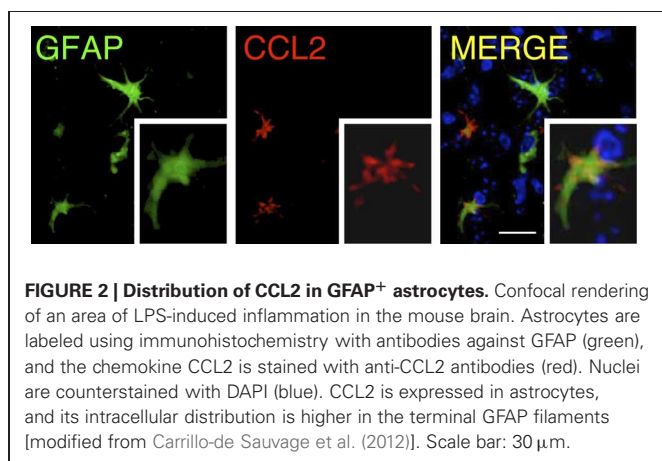 GFAP CCL2 MERGE
FIGURE 2 | Distribution of CCL2 in GFAP+ astrocytes. Confocal rendering
of an area of LPS-induced inflammation in the mouse brain. Astrocytes are
labeled using immunohistochemistry with antibodies against GFAP (green),
and the chemokine CCL2 is stained with anti-CCL2 antibodies (red). Nuclei
are counterstained with DAPI (blue). CCL2 is expressed in astrocytes,
and its intracellular distribution is higher in the terminal GFAP filaments
[modified from Carrillo-de Sauvage et al. (2012)]. Scale bar: 30 μm.